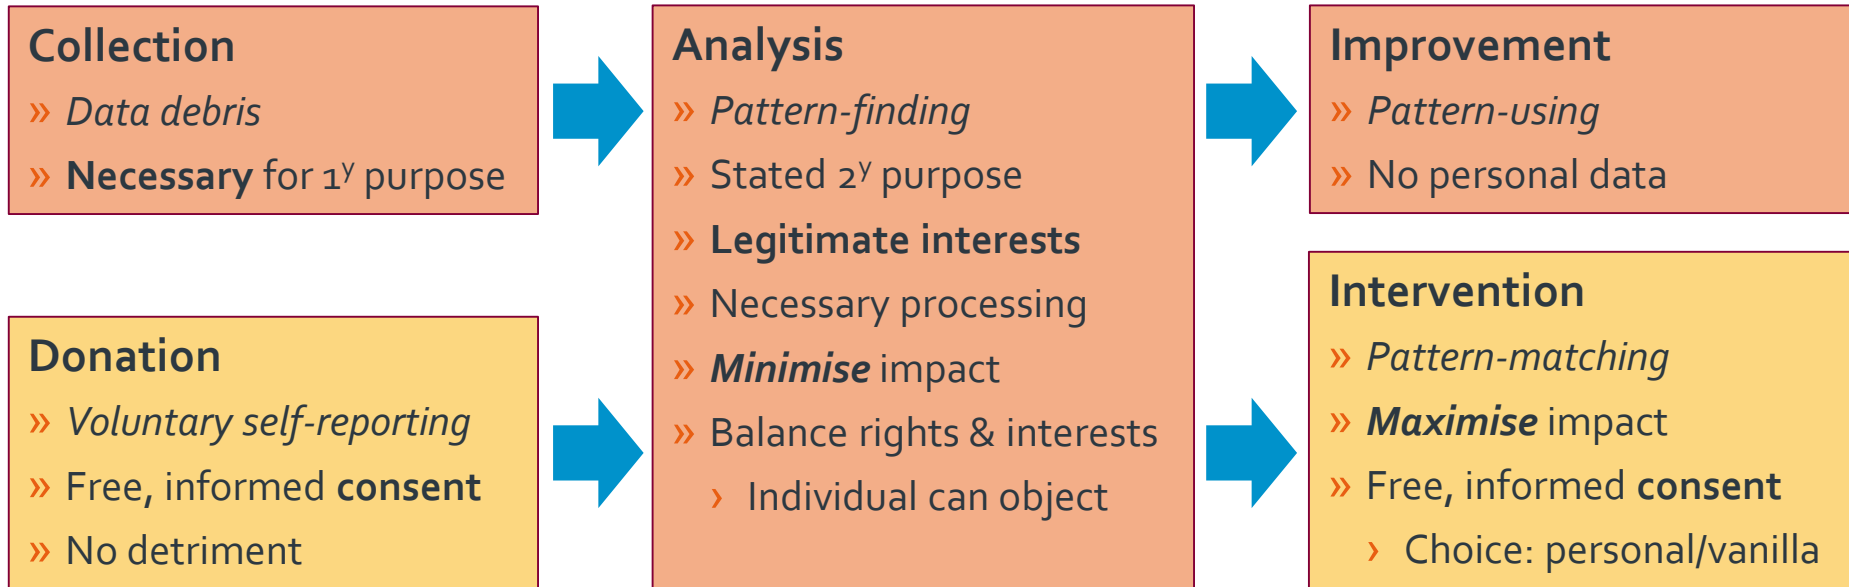 Collection
» Data debris
» Necessary for 1ʸ purpose
Donation
» Voluntary self-reporting
» Free, informed consent
» No detriment
Analysis
» Pattern-finding
» Stated 2ʸ purpose
» Legitimate interests
» Necessary processing
» Minimise impact
» Balance rights & interests
› Individual can object
Improvement
» Pattern-using
» No personal data
Intervention
» Pattern-matching
» Maximise impact
» Free, informed consent
› Choice: personal/vanilla